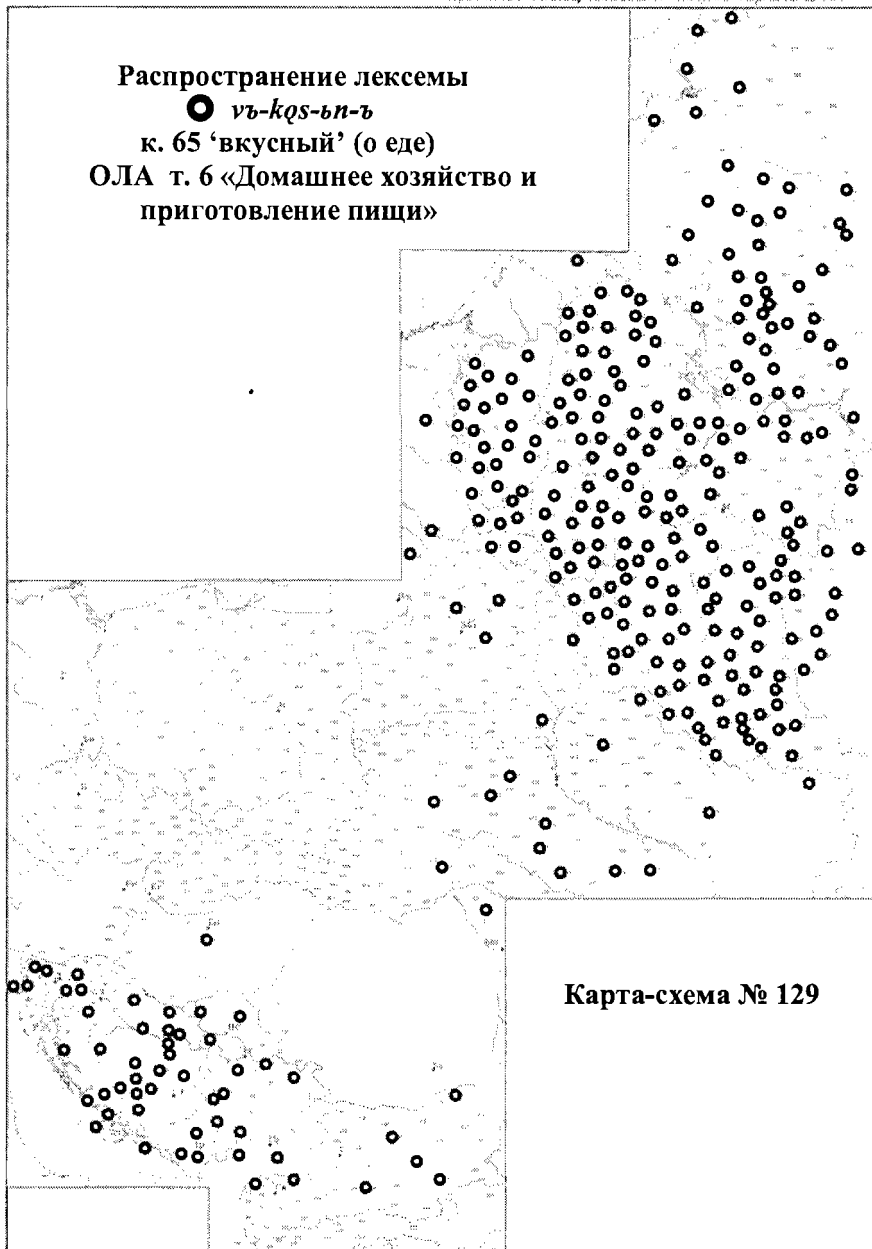 Распространение лексемы
vъ-kǫs-ьn-ъ
к. 65 ‘вкусный’ (о еде)
ОЛА т. 6 «Домашнее хозяйство и
приготовление пищи»
Карта-схема № 129